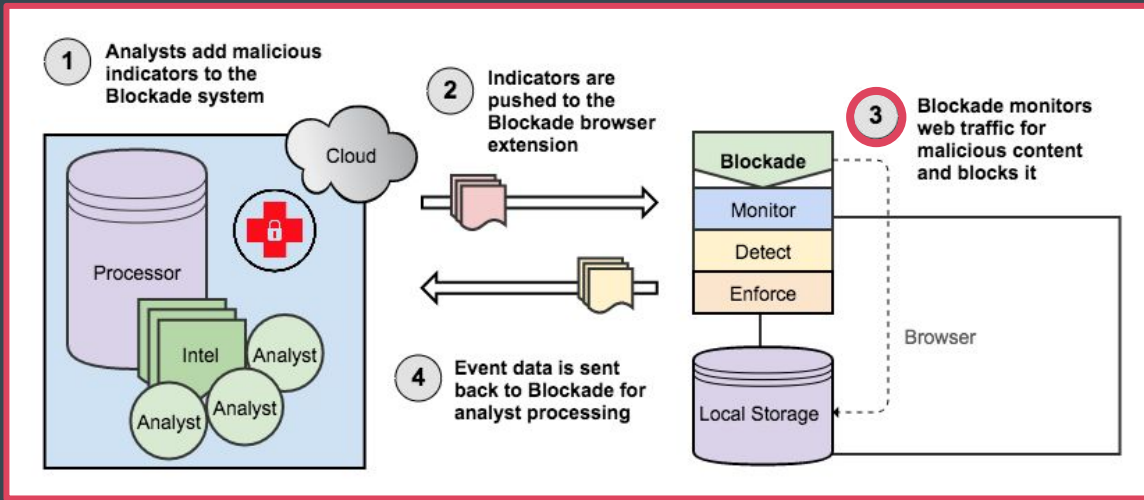 1
Analysts add malicious
indicators to the
Blockade system
Cloud
Processor
Intel
Analyst
Analyst
Analyst
2
Indicators are
pushed to the
Blockade browser
extension
4
Event data is sent
back to Blockade for
analyst processing
3
Blockade monitors
web traffic for
malicious content
and blocks it
Blockade
Monitor
Detect
Enforce
Browser
Local Storage